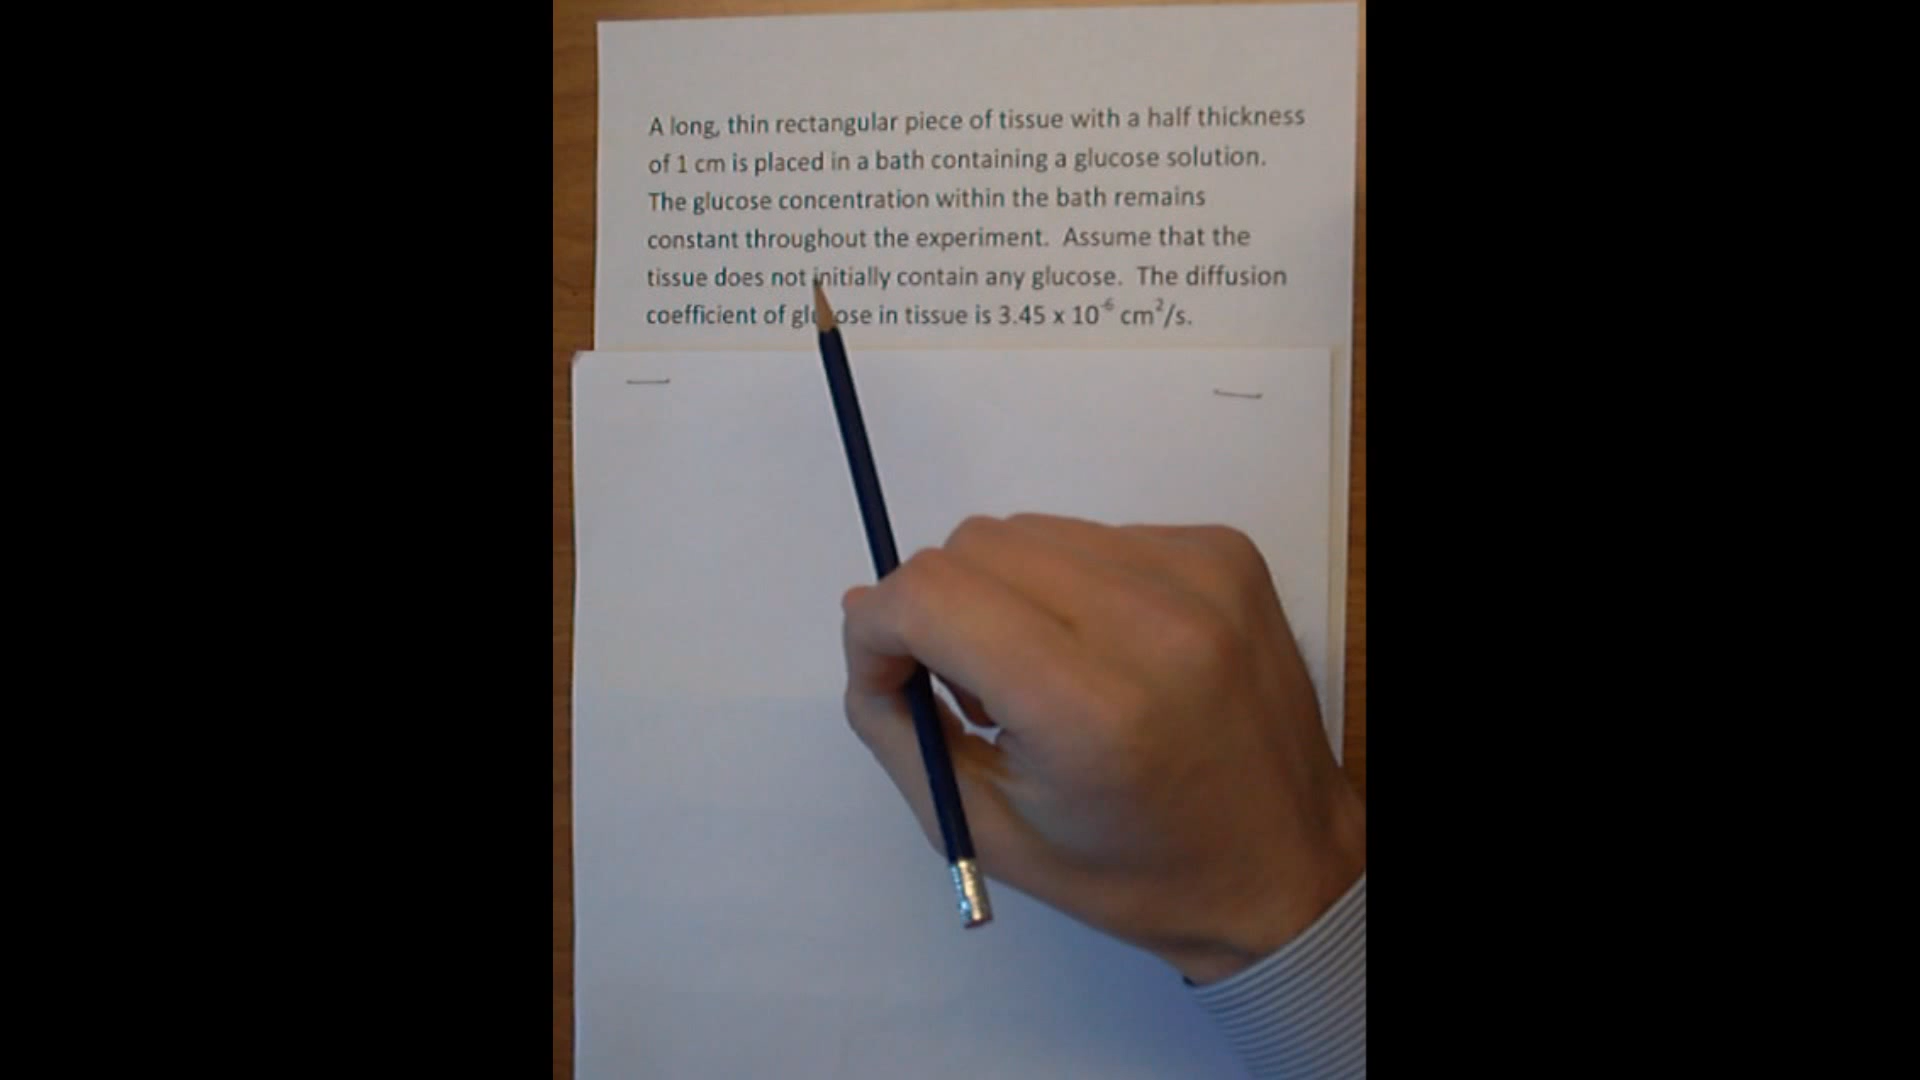 A long, thin rectangular piece of tissue with a half thickness
of 1 cm is placed in a bath containing a glucose solution.
The glucose concentration within the bath remains
constant throughout the experiment.  Assume that the
tissue does not initially contain any glucose.  The diffusion
coefficient of glucose in tissue is 3.45 x 10⁻⁶ cm²/s.